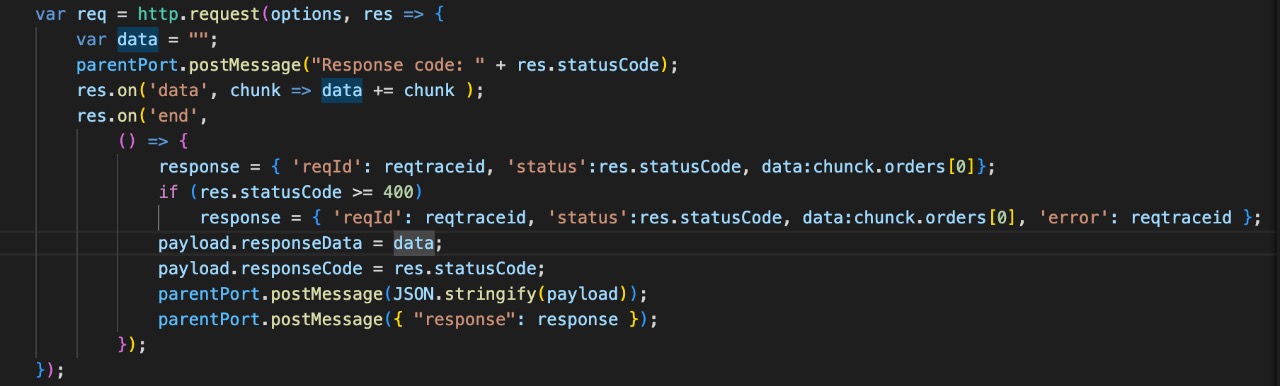 var req = http.request(options, res => {
var data = "";
parentPort.postMessage("Response code: " + res.statusCode);
res.on('data', chunk => data += chunk );
res.on('end',
() => {
response = { 'reqId': reqtraceid, 'status':res.statusCode, data:chunck.orders[0]};
if (res.statusCode >= 400)
response = { 'reqId': reqtraceid, 'status':res.statusCode, data:chunck.orders[0], 'error': reqtraceid };
payload.responseData = data;
payload.responseCode = res.statusCode;
parentPort.postMessage(JSON.stringify(payload));
parentPort.postMessage({ "response": response });
});
});